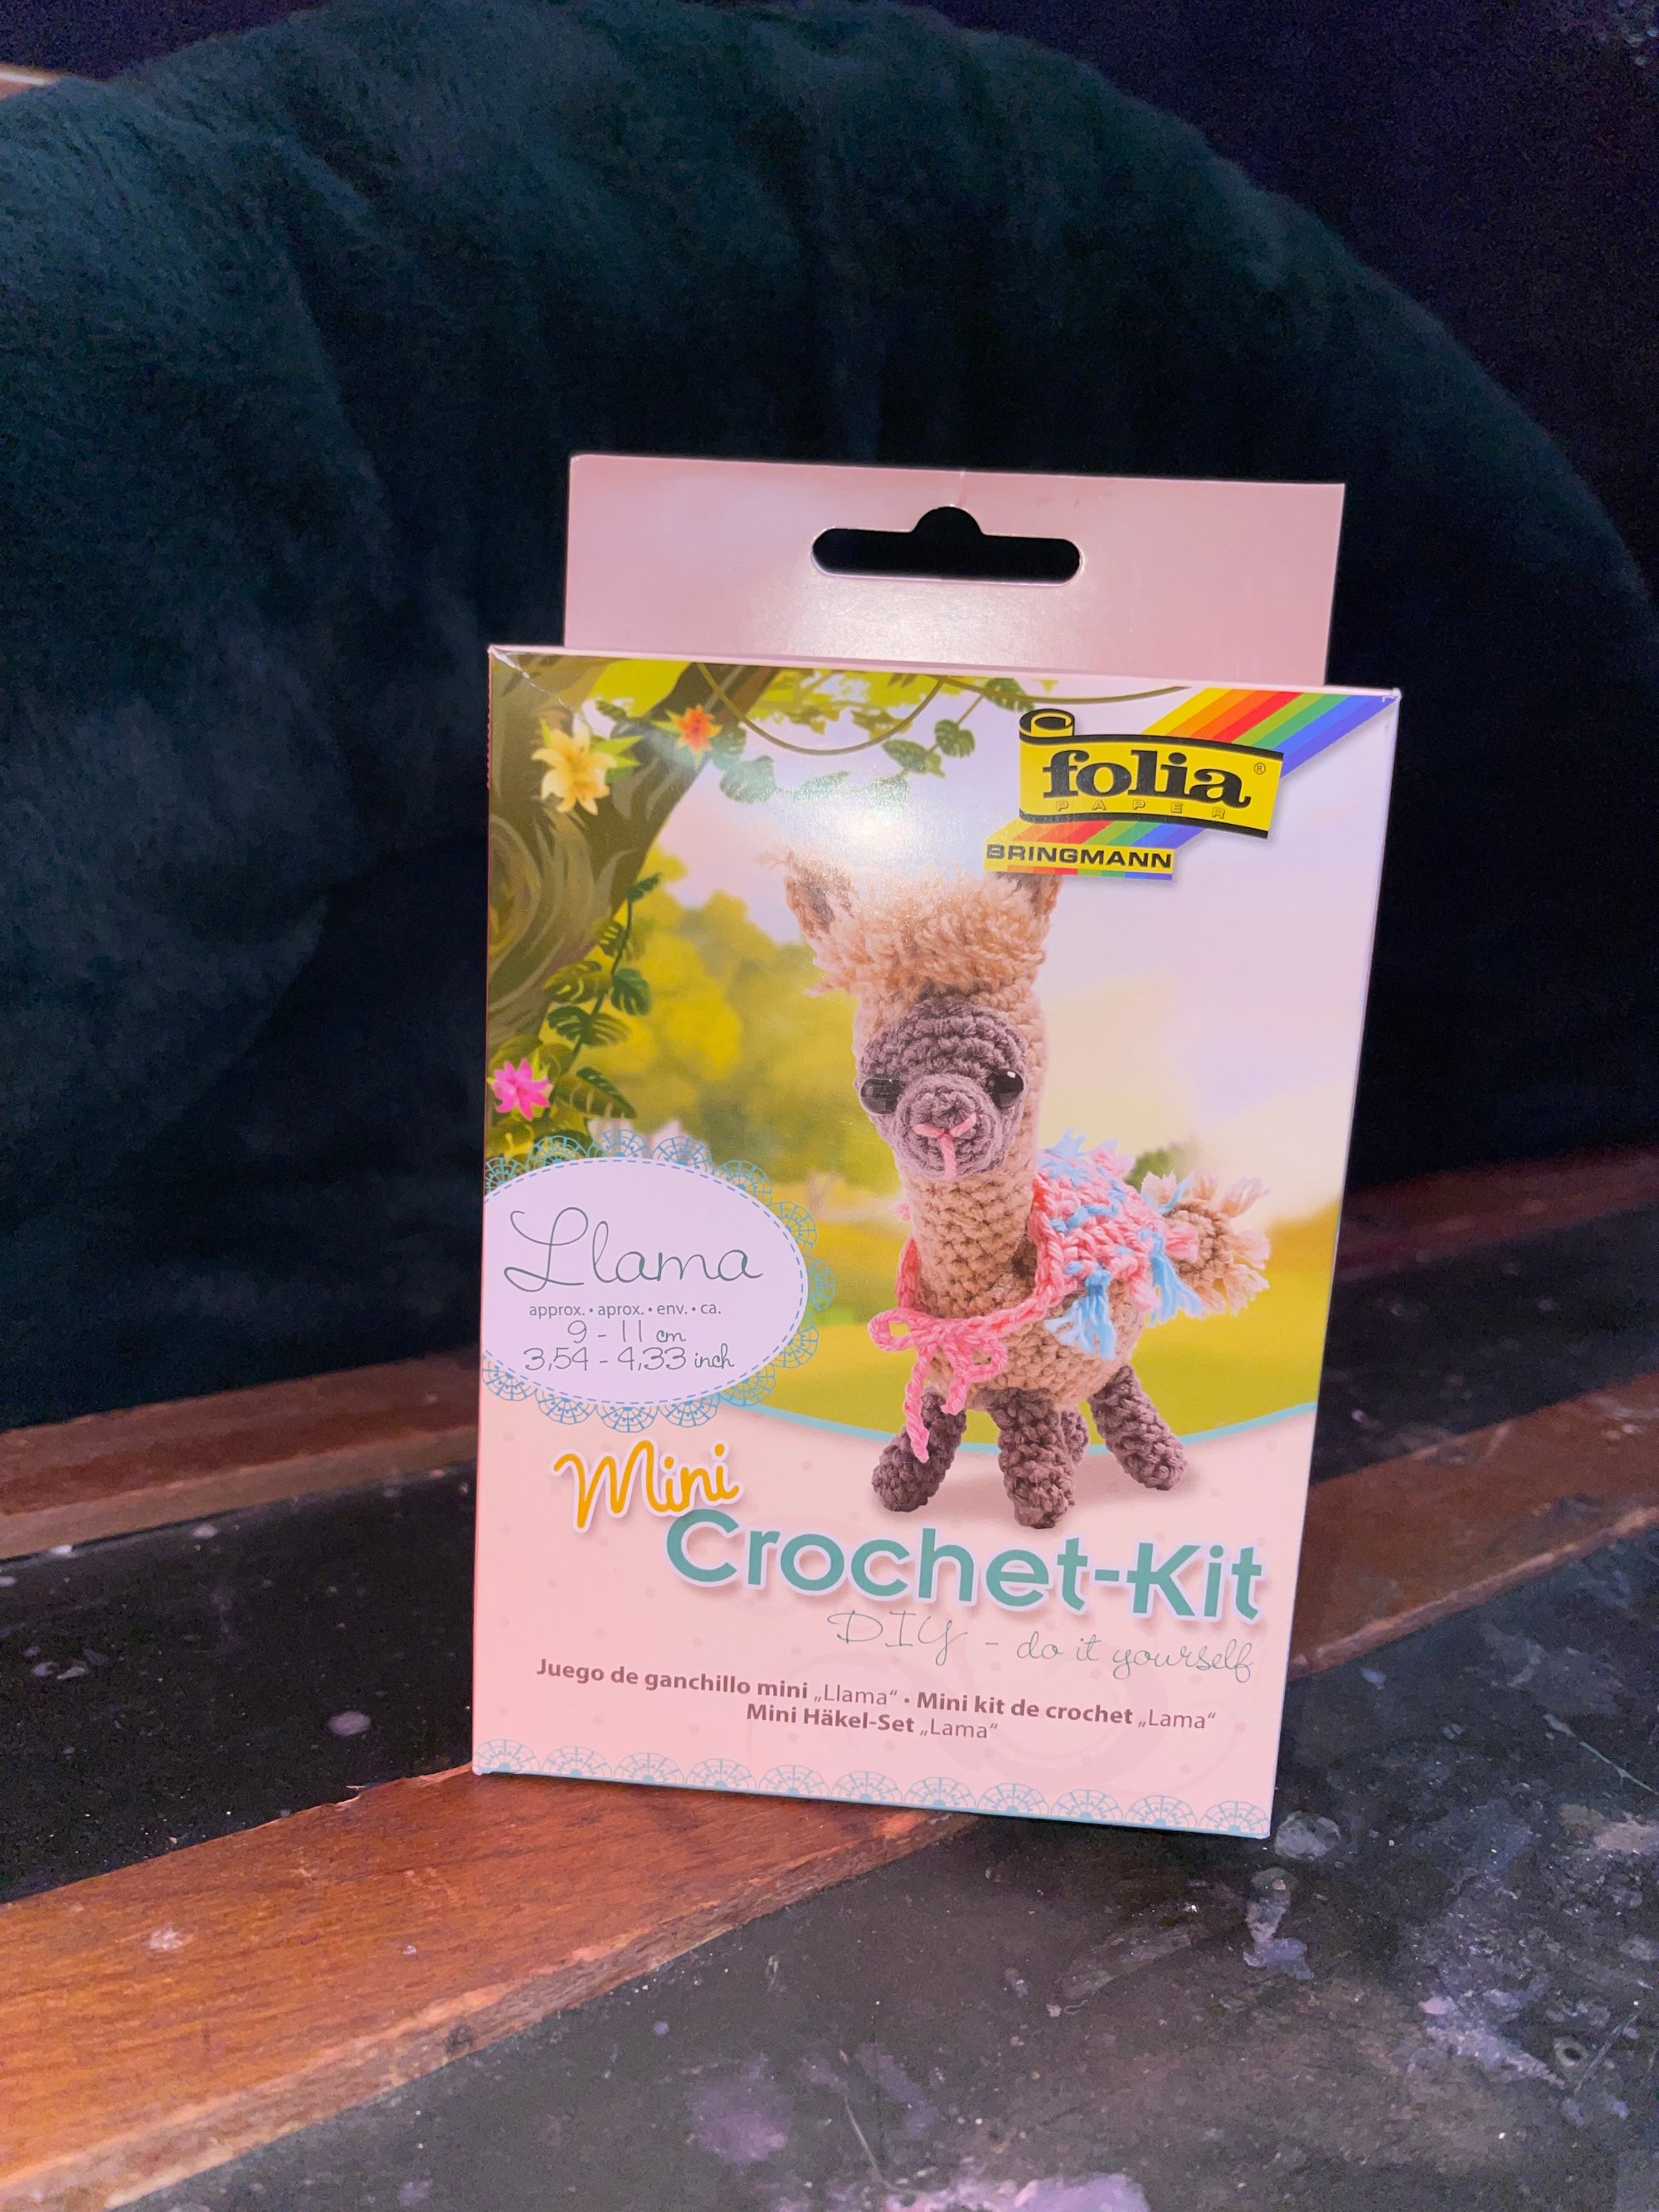 folia®
PAPER
BRINGMANN
Llama
approx. • aprox. • env. • ca.
9 - 11 cm
3,54 - 4,33 inch
Mini
Crochet-Kit
DIY - do it yourself
Juego de ganchillo mini „Llama“ • Mini kit de crochet „Lama“
Mini Häkel-Set „Lama“